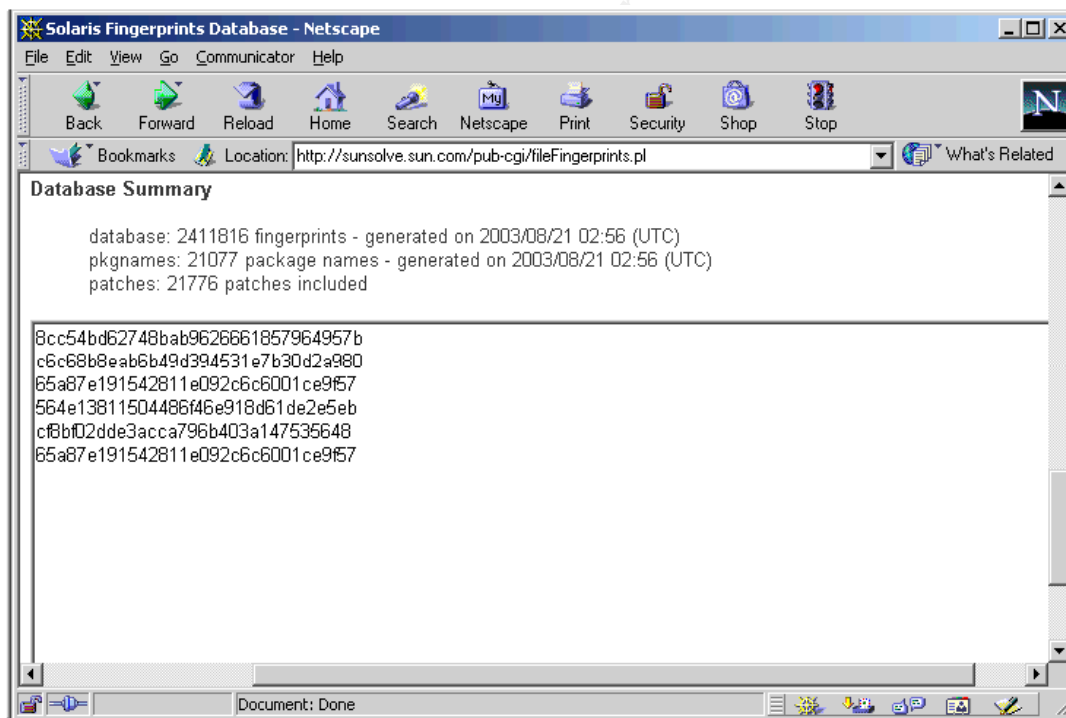 Solaris Fingerprints Database - Netscape
File Edit View Go Communicator Help
My
N
Back Forward Reload Home Search Netscape Print Security Shop Stop
Bookmarks Location: http://sunsolve.sun.com/pub-cgi/fileFingerprints.pl What's Related
Database Summary
database: 2411816 fingerprints - generated on 2003/08/21 02:56 (UTC)
pkgnames: 21077 package names - generated on 2003/08/21 02:56 (UTC)
patches: 21776 patches included
8cc54bd62748bab9626661857964957b
c6c68b8eab6b49d394531e7b30d2a980
65a87e191542811e092c6c6001ce9f57
564e13811504486f46e918d61de2e5eb
cf8bf02dde3acca796b403a147535648
65a87e191542811e092c6c6001ce9f57
Document: Done